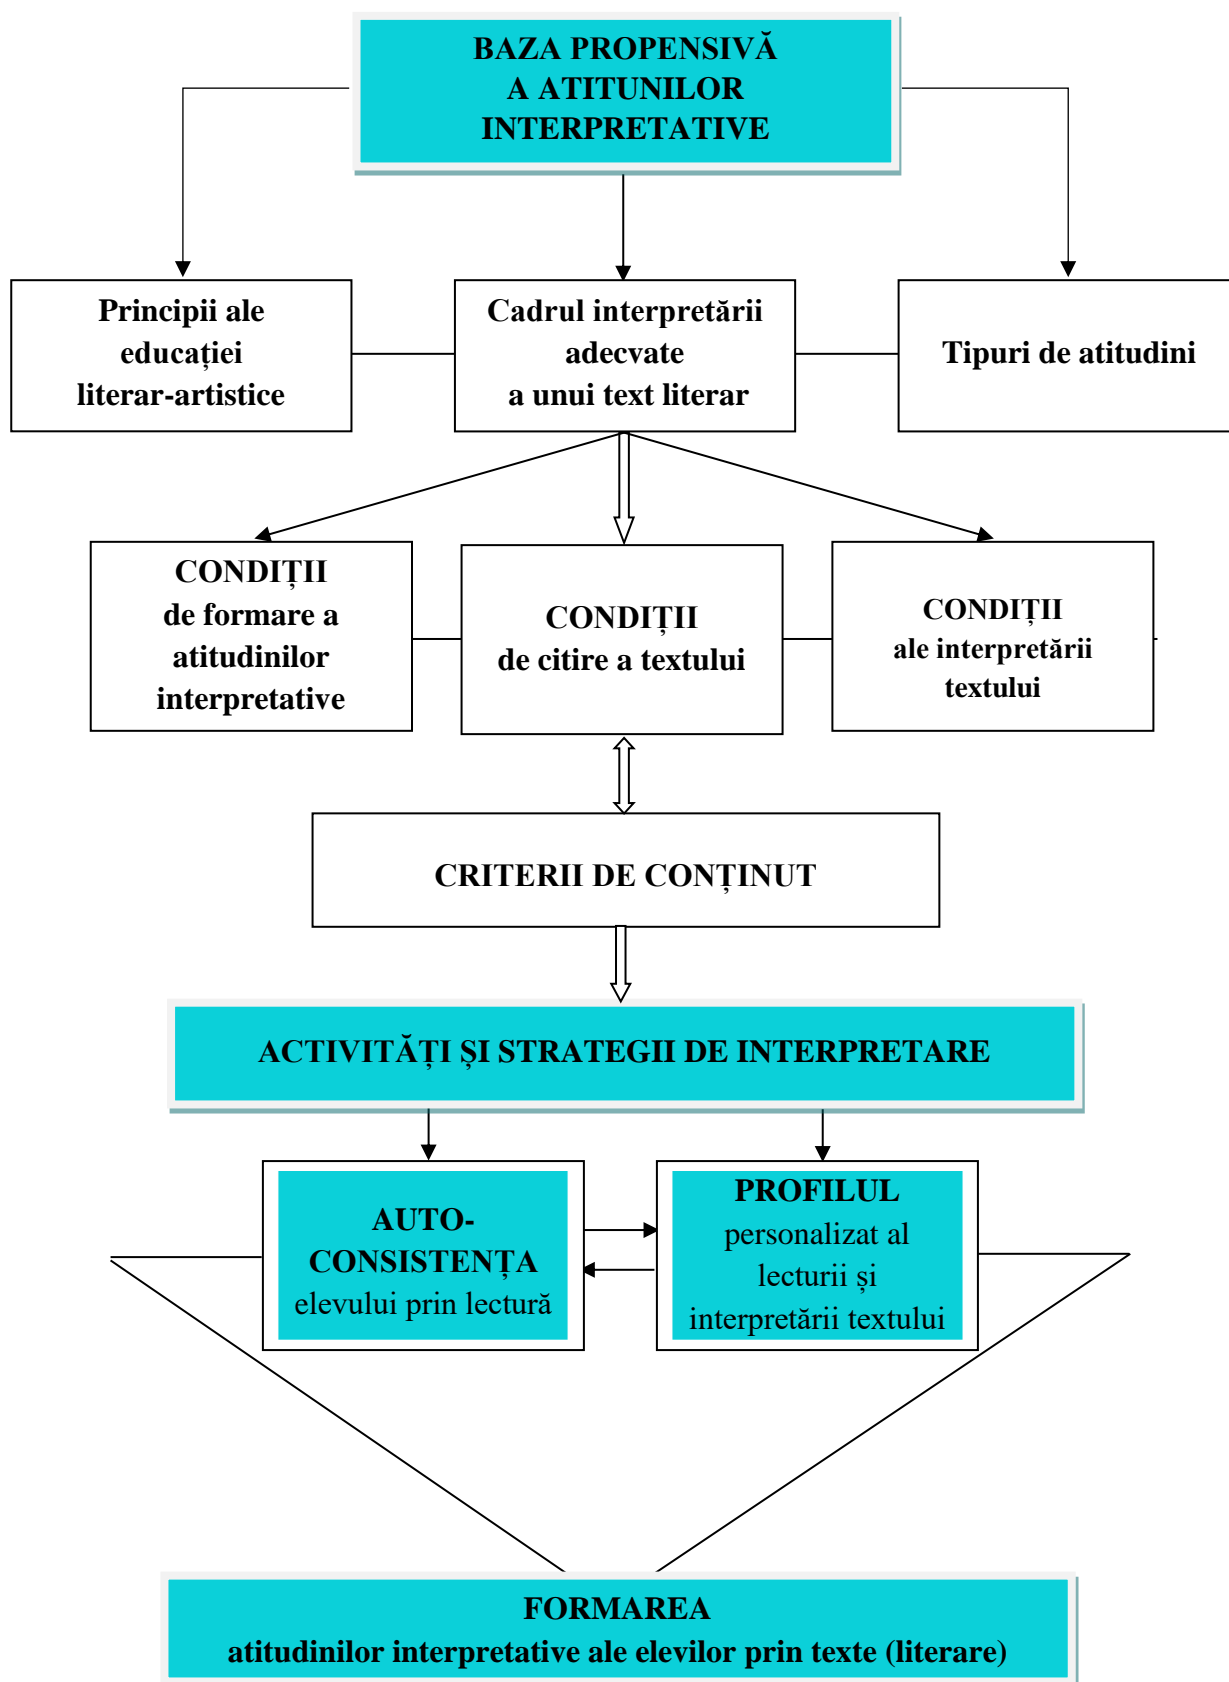 BAZA PROPENSIVĂ
A ATITUNILOR
INTERPRETATIVE
Principii ale
educației
literar-artistice
Cadrul interpretării
adecvate
a unui text literar
Tipuri de atitudini
CONDIȚII
de formare a
atitudinilor
interpretative
CONDIȚII
de citire a textului
CONDIȚII
ale interpretării
textului
CRITERII DE CONȚINUT
ACTIVITĂȚI ȘI STRATEGII DE INTERPRETARE
AUTO-
CONSISTENȚA
elevului prin lectură
PROFILUL
personalizat al
lecturii și
interpretării textului
FORMAREA
atitudinilor interpretative ale elevilor prin texte (literare)